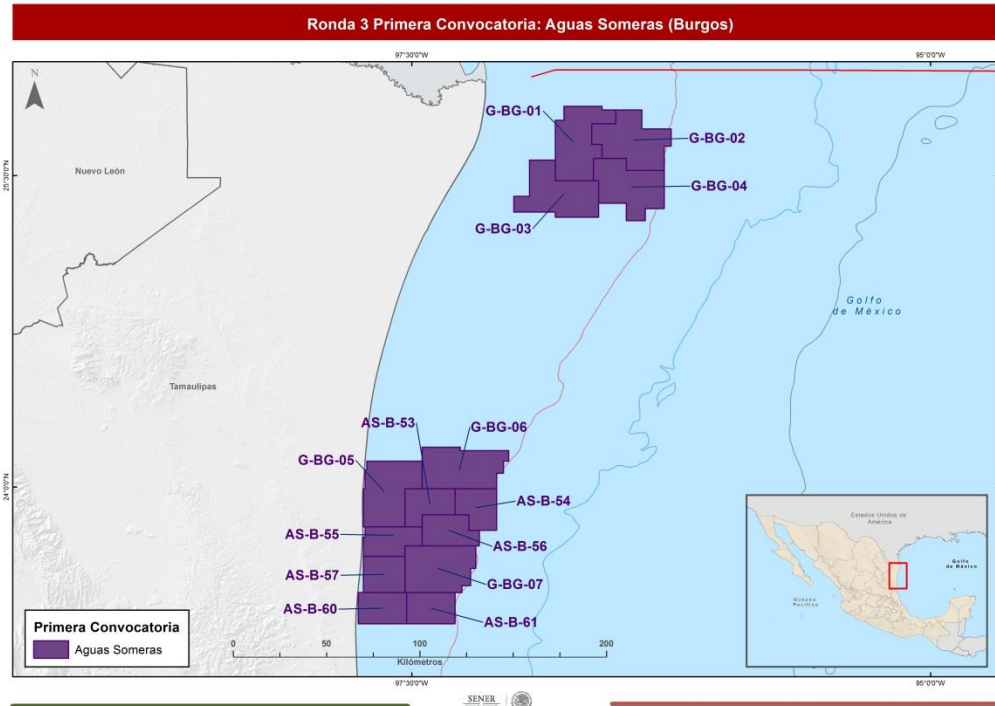 Ronda 3 Primera Convocatoria: Aguas Someras (Burgos)
97°30'0"W
95°0'0"W
N
G-BG-01
G-BG-02
25°30'0"N
Nuevo León
G-BG-04
G-BG-03
Golfo
de México
Tamaulipas
AS-B-53
G-BG-06
G-BG-05
24°0'0"N
AS-B-54
AS-B-55
AS-B-56
AS-B-57
G-BG-07
AS-B-60
AS-B-61
Estados Unidos de
América
Golfo
de México
Océano
Pacífico
Primera Convocatoria
Aguas Someras
0 50 100 200
Kilómetros
97°30'0"W
95°0'0"W
SENER